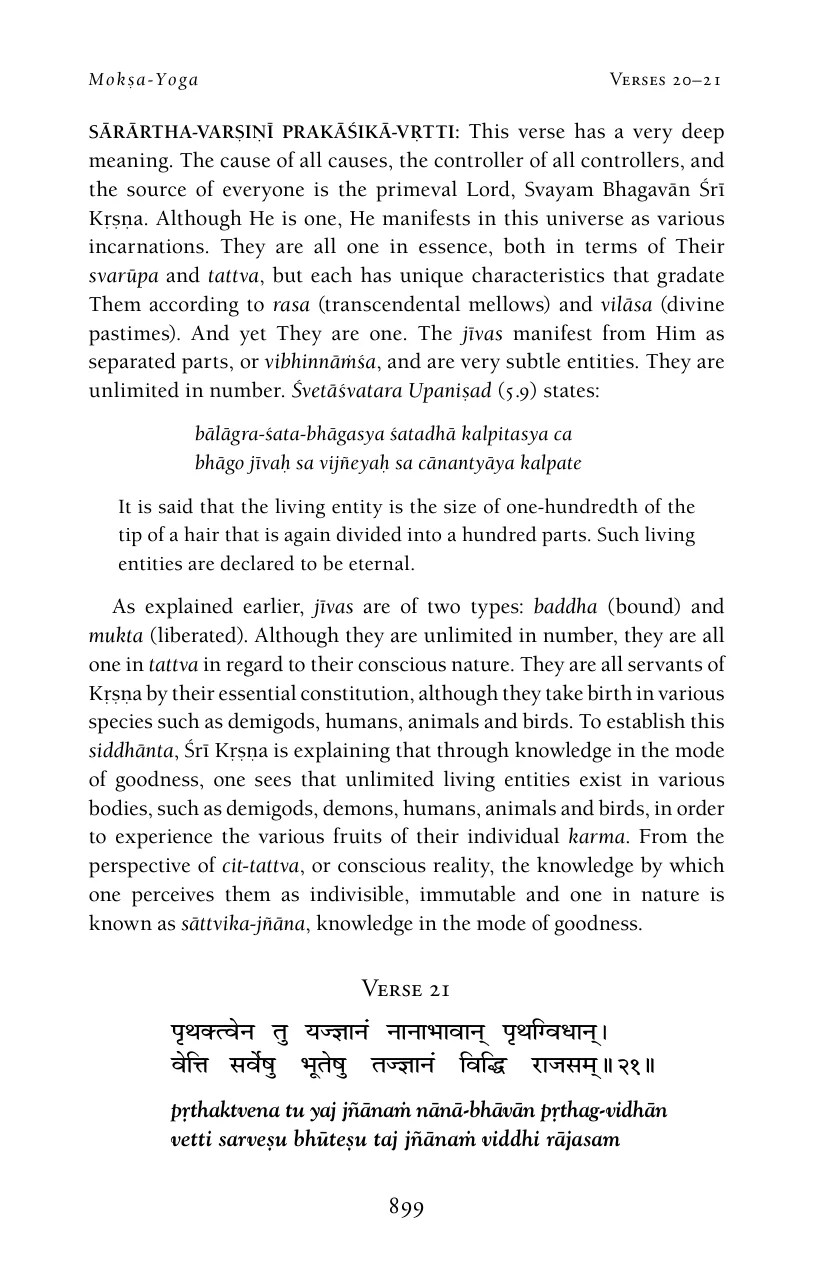 Mokṣa-Yoga
Verses 20–21
SĀRĀRTHA-VARṢIṆĪ PRAKĀŚIKĀ-VṚTTI: This verse has a very deep
meaning. The cause of all causes, the controller of all controllers, and
the source of everyone is the primeval Lord, Svayam Bhagavān Śrī
Kṛṣṇa. Although He is one, He manifests in this universe as various
incarnations. They are all one in essence, both in terms of Their
svarūpa and tattva, but each has unique characteristics that gradate
Them according to rasa (transcendental mellows) and vilāsa (divine
pastimes). And yet They are one. The jīvas manifest from Him as
separated parts, or vibhinnāṁśa, and are very subtle entities. They are
unlimited in number. Śvetāśvatara Upaniṣad (5.9) states:
bālāgra-śata-bhāgasya śatadhā kalpitasya ca
bhāgo jīvaḥ sa vijñeyaḥ sa cānantyāya kalpate
It is said that the living entity is the size of one-hundredth of the
tip of a hair that is again divided into a hundred parts. Such living
entities are declared to be eternal.
As explained earlier, jīvas are of two types: baddha (bound) and
mukta (liberated). Although they are unlimited in number, they are all
one in tattva in regard to their conscious nature. They are all servants of
Kṛṣṇa by their essential constitution, although they take birth in various
species such as demigods, humans, animals and birds. To establish this
siddhānta, Śrī Kṛṣṇa is explaining that through knowledge in the mode
of goodness, one sees that unlimited living entities exist in various
bodies, such as demigods, demons, humans, animals and birds, in order
to experience the various fruits of their individual karma. From the
perspective of cit-tattva, or conscious reality, the knowledge by which
one perceives them as indivisible, immutable and one in nature is
known as sāttvika-jñāna, knowledge in the mode of goodness.
Verse 21
पृथक्त्वेन तु यज्ज्ञानं नानाभावान् पृथग्विधान्।
वेत्ति सर्वेषु भूतेषु तज्ज्ञानं विद्धि राजसम्॥२१॥
pṛthaktvena tu yaj jñānaṁ nānā-bhāvān pṛthag-vidhān
vetti sarveṣu bhūteṣu taj jñānaṁ viddhi rājasam
899